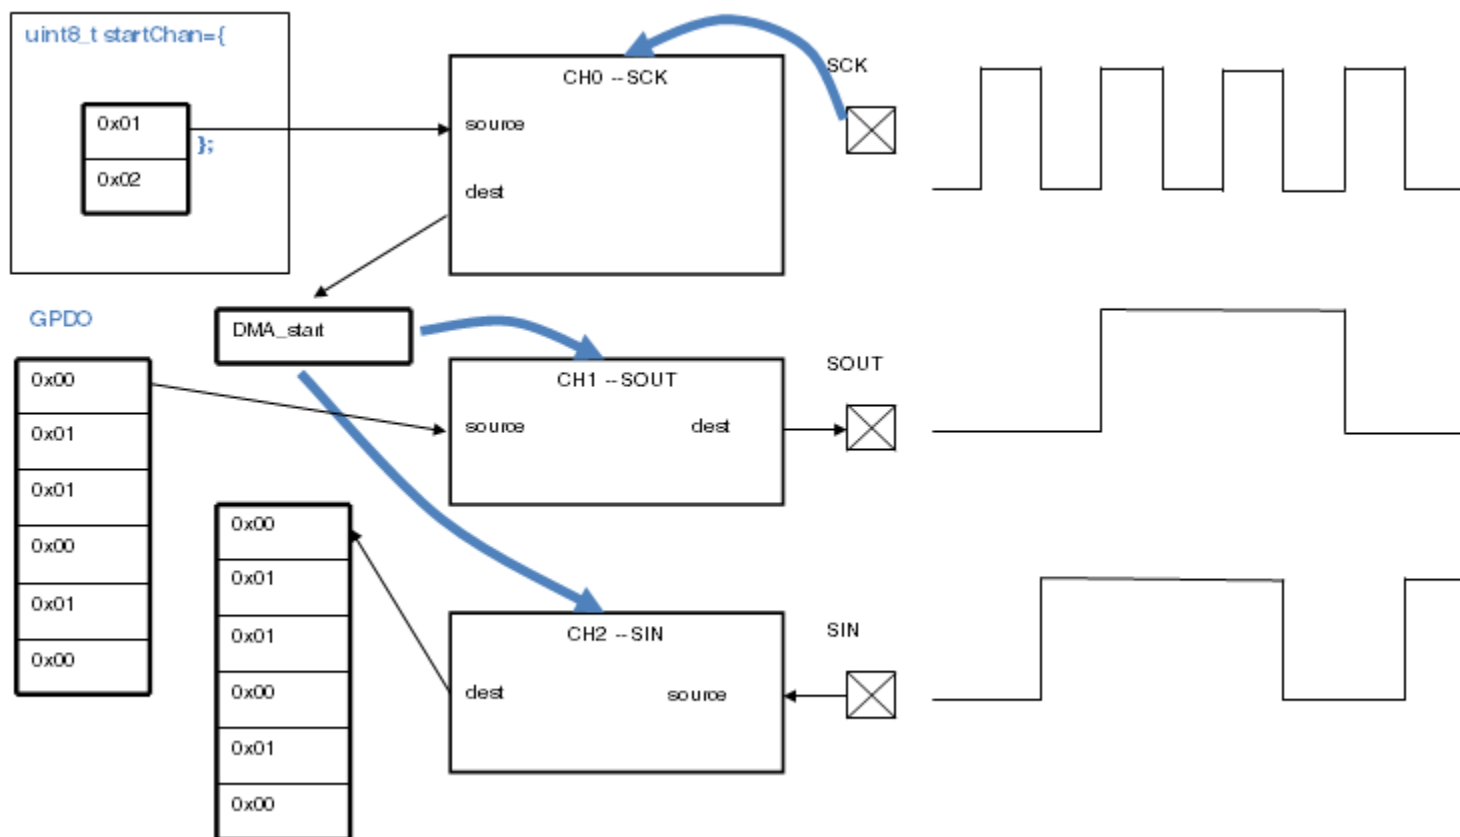 uint8_t startChan={
0x01
0x02
};
CH0 -- SCK
source
dest
SCK
GPDO
DMA_start
0x00
0x01
0x01
0x00
0x01
0x00
CH1 -- SOUT
source dest
SOUT
0x00
0x01
0x01
0x00
0x01
0x00
CH2 -- SIN
dest source
SIN